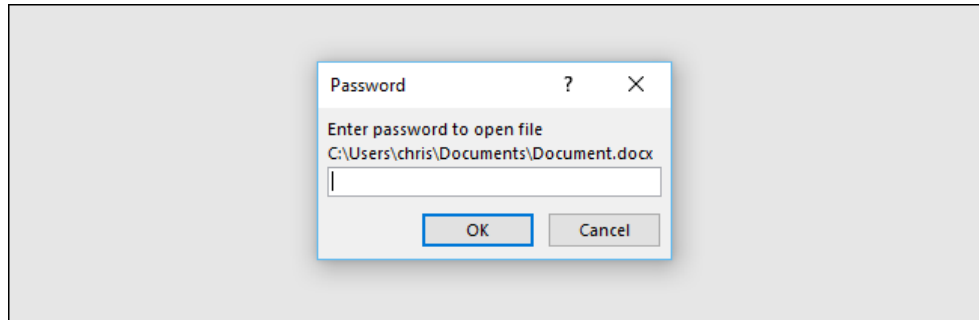 Password ?
Enter password to open file
C:\Users\chris\Documents\Document.docx
OK Cancel